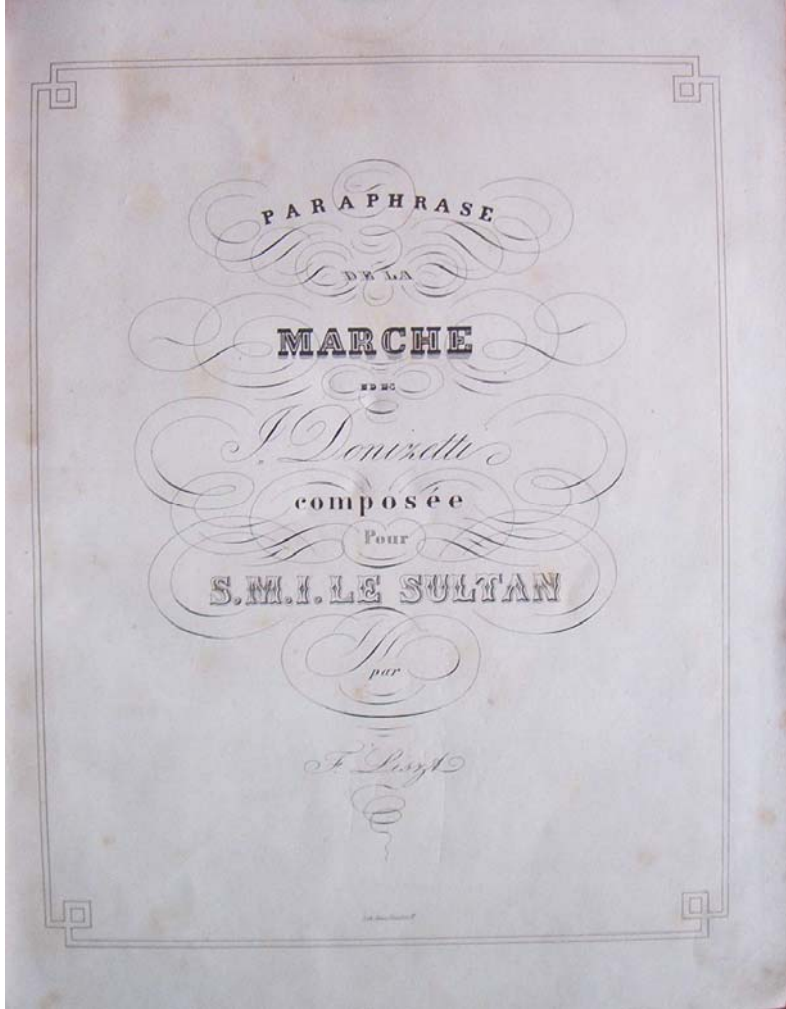 PARAPHRASE
DE LA
MARCHE
DE
J. Donizetti
composée
Pour
S.M.I. LE SULTAN
par
F. Liszt